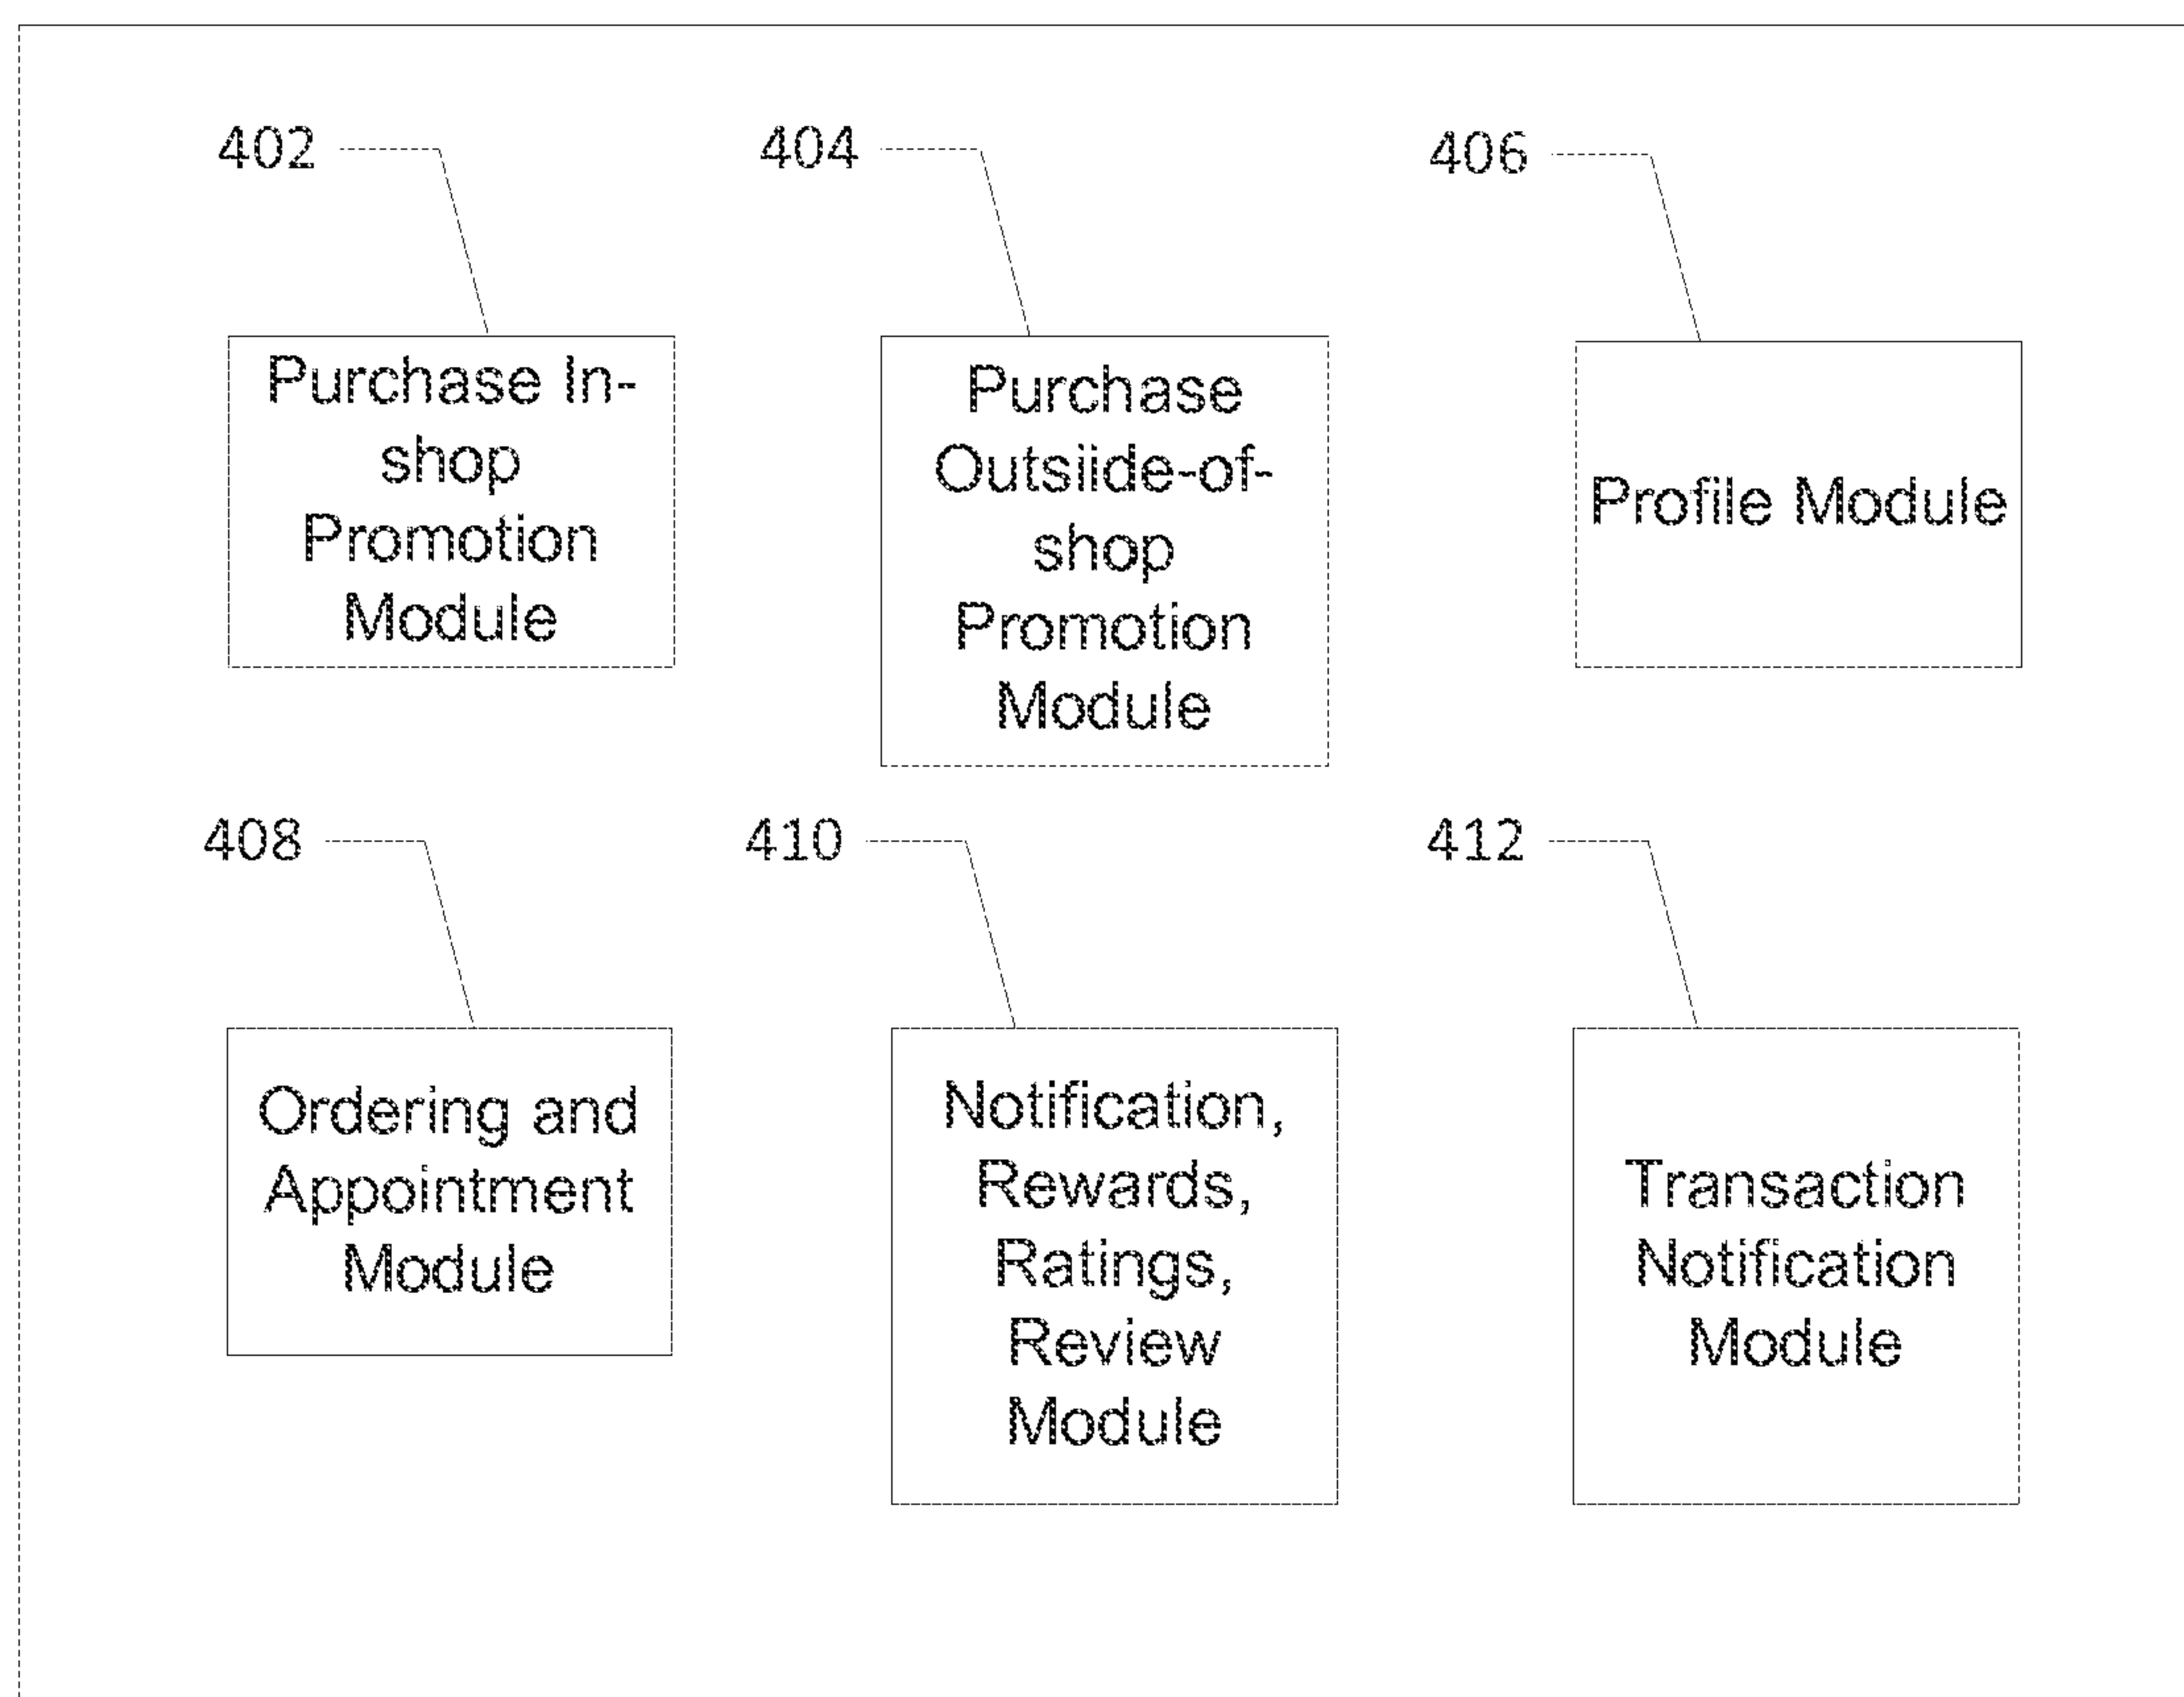 402
Purchase In-
shop
Promotion
Module
404
Purchase
Outsiide-of-
shop
Promotion
Module
406
Profile Module
408
Ordering and
Appointment
Module
410
Notification,
Rewards,
Ratings,
Review
Module
412
Transaction
Notification
Module